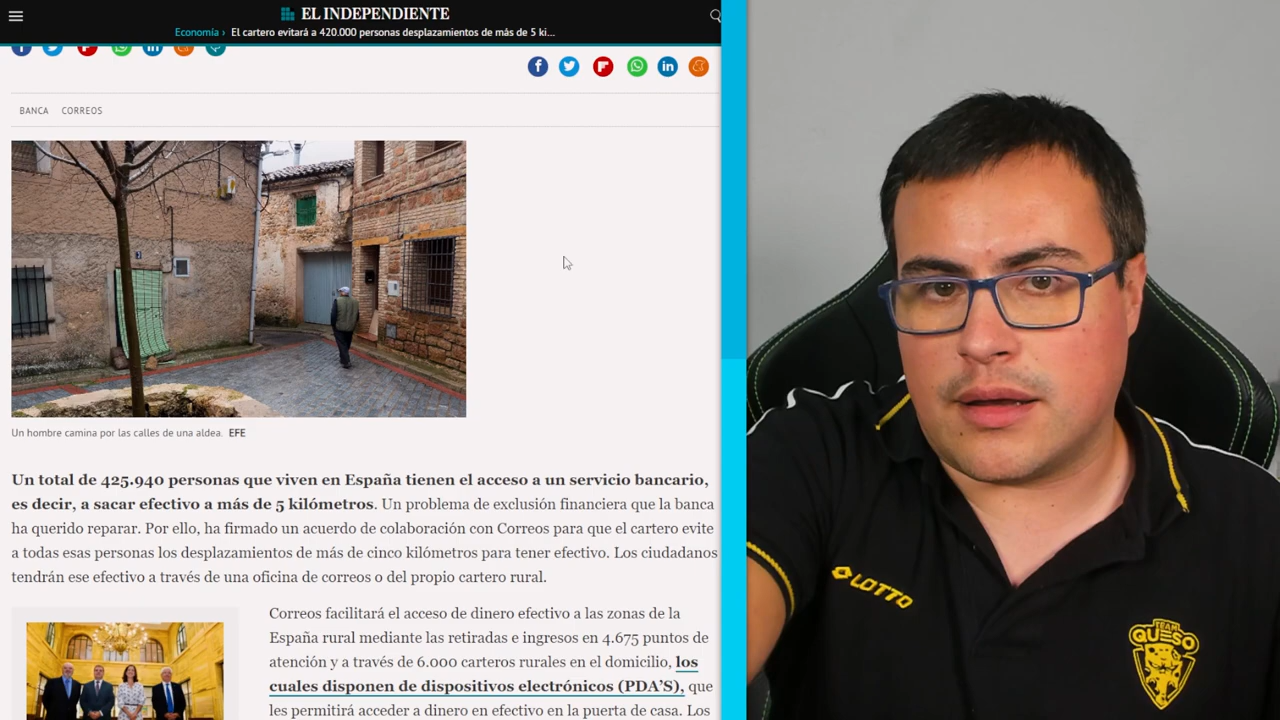 EL INDEPENDIENTE
Economía › El cartero evitará a 420.000 personas desplazamientos de más de 5 ki...
BANCA CORREOS
Un hombre camina por las calles de una aldea. EFE
Un total de 425.940 personas que viven en España tienen el acceso a un servicio bancario,
es decir, a sacar efectivo a más de 5 kilómetros. Un problema de exclusión financiera que la banca
ha querido reparar. Por ello, ha firmado un acuerdo de colaboración con Correos para que el cartero evite
a todas esas personas los desplazamientos de más de cinco kilómetros para tener efectivo. Los ciudadanos
tendrán ese efectivo a través de una oficina de correos o del propio cartero rural.
Correos facilitará el acceso de dinero efectivo a las zonas de la
España rural mediante las retiradas e ingresos en 4.675 puntos de
atención y a través de 6.000 carteros rurales en el domicilio, los
cuales disponen de dispositivos electrónicos (PDA'S), que
les permitirá acceder a dinero en efectivo en la puerta de casa. Los
LOTTO
TEAM
QUESO